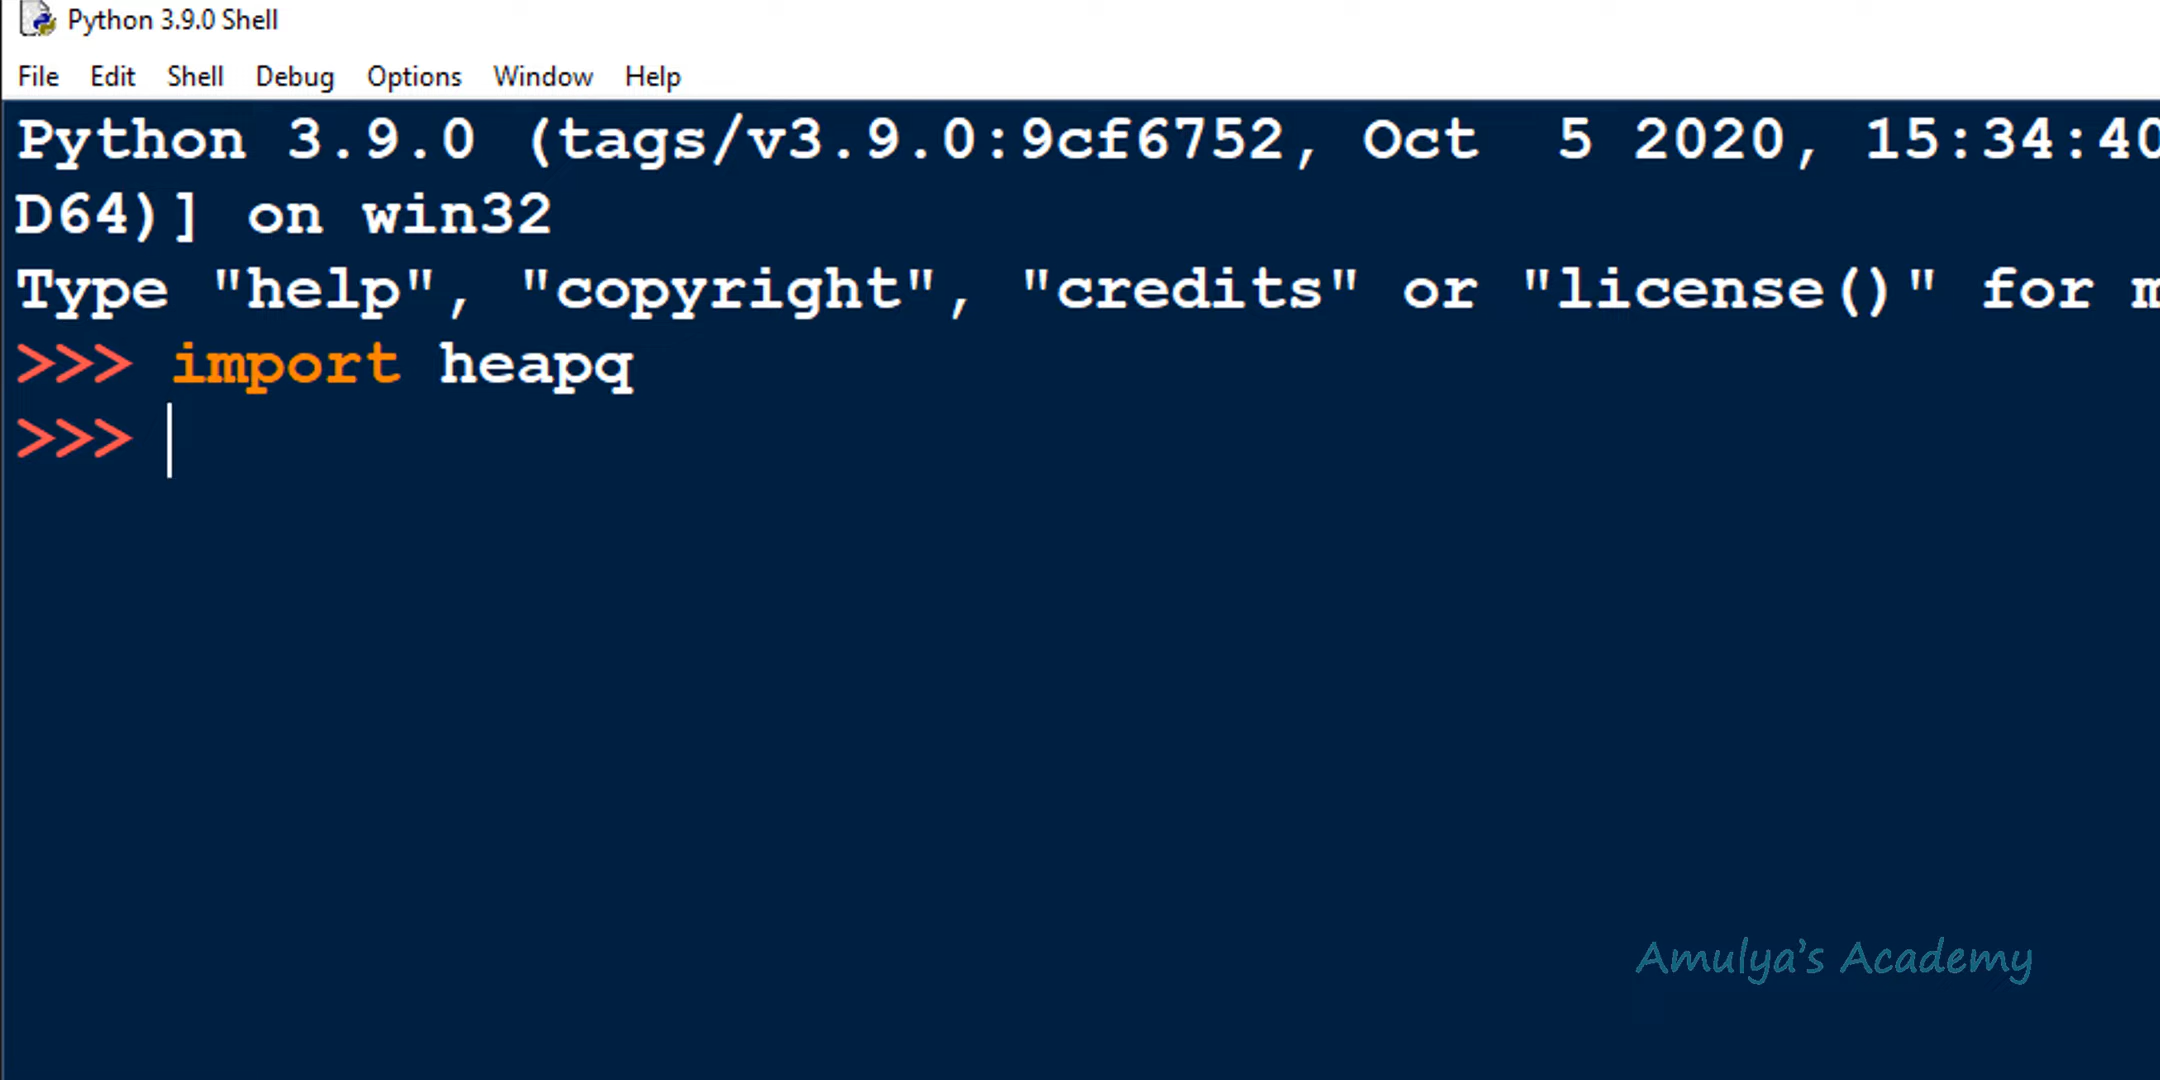 Python 3.9.0 Shell
File Edit Shell Debug Options Window Help
Python 3.9.0 (tags/v3.9.0:9cf6752, Oct  5 2020, 15:34:40
D64)] on win32
Type "help", "copyright", "credits" or "license()" for m
>>> import heapq
>>>
Amulya's Academy